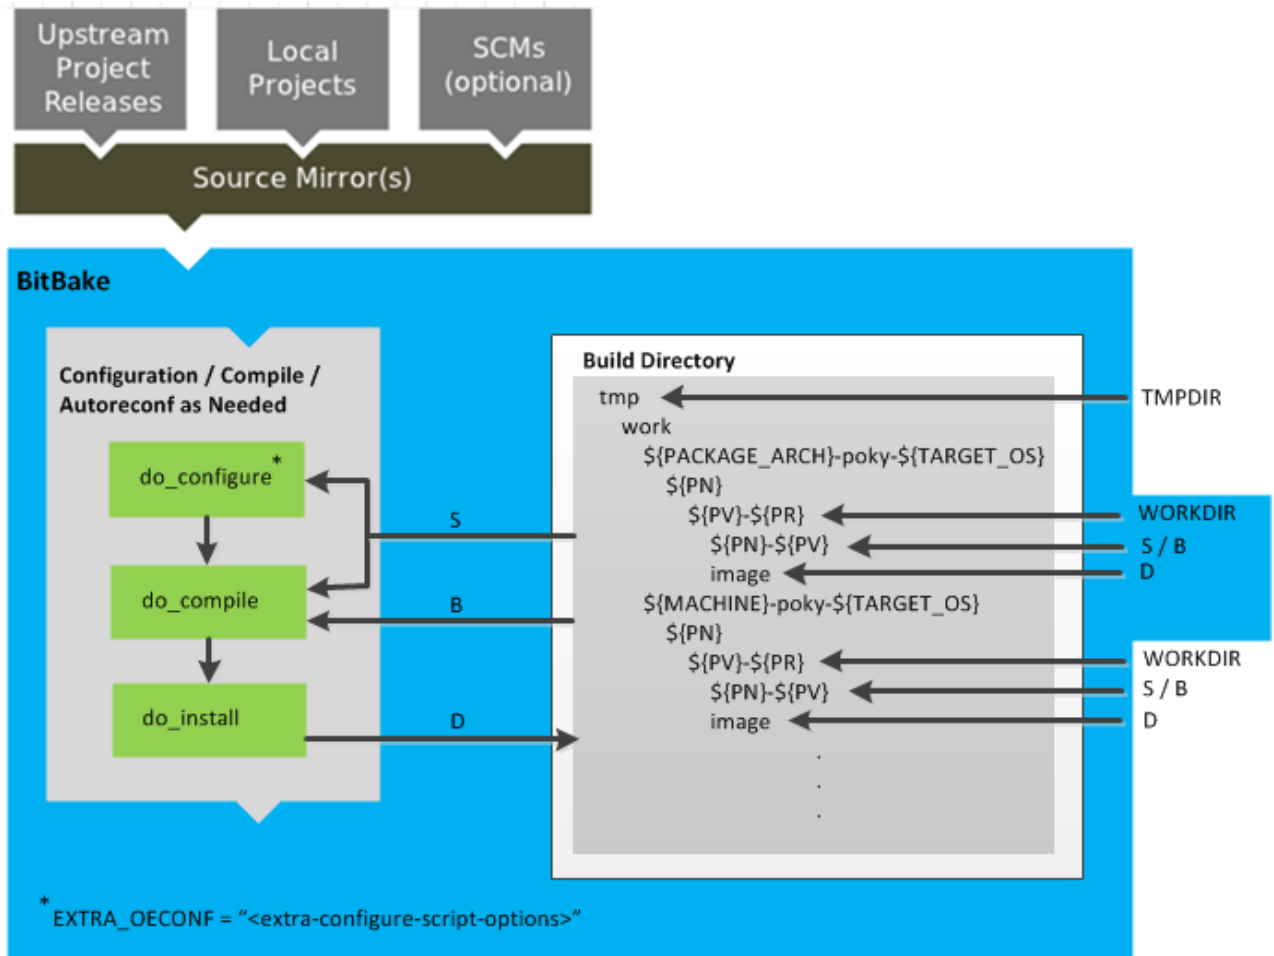 Upstream
Project
Releases
Local
Projects
SCMs
(optional)
Source Mirror(s)
BitBake
Configuration / Compile /
Autoreconf as Needed
do_configure*
do_compile
do_install
S
B
D
Build Directory
tmp
work
${PACKAGE_ARCH}-poky-${TARGET_OS}
${PN}
${PV}-${PR}
${PN}-${PV}
image
${MACHINE}-poky-${TARGET_OS}
${PN}
${PV}-${PR}
${PN}-${PV}
image
.
.
.
TMPDIR
WORKDIR
S / B
D
WORKDIR
S / B
D
* EXTRA_OECONF = “<extra-configure-script-options>”